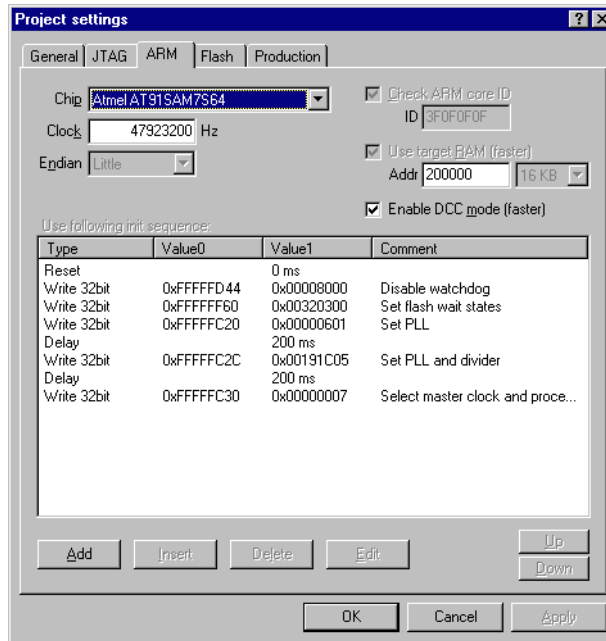 Project settings
General JTAG ARM Flash Production
Chip Atmel AT91SAM7S64
Clock 47923200 Hz
Endian Little
Check ARM core ID
ID 3F0F0F0F
Use target RAM (faster)
Addr 200000 16 KB
Enable DCC mode (faster)
Use following init sequence:
Type Value0 Value1 Comment
Reset 0 ms
Write 32bit 0xFFFFFD44 0x00008000 Disable watchdog
Write 32bit 0xFFFFFF60 0x00320300 Set flash wait states
Write 32bit 0xFFFFFC20 0x00000601 Set PLL
Delay 200 ms
Write 32bit 0xFFFFFC2C 0x00191C05 Set PLL and divider
Delay 200 ms
Write 32bit 0xFFFFFC30 0x00000007 Select master clock and proce...
Add Insert Delete Edit Up
Down
OK Cancel Apply